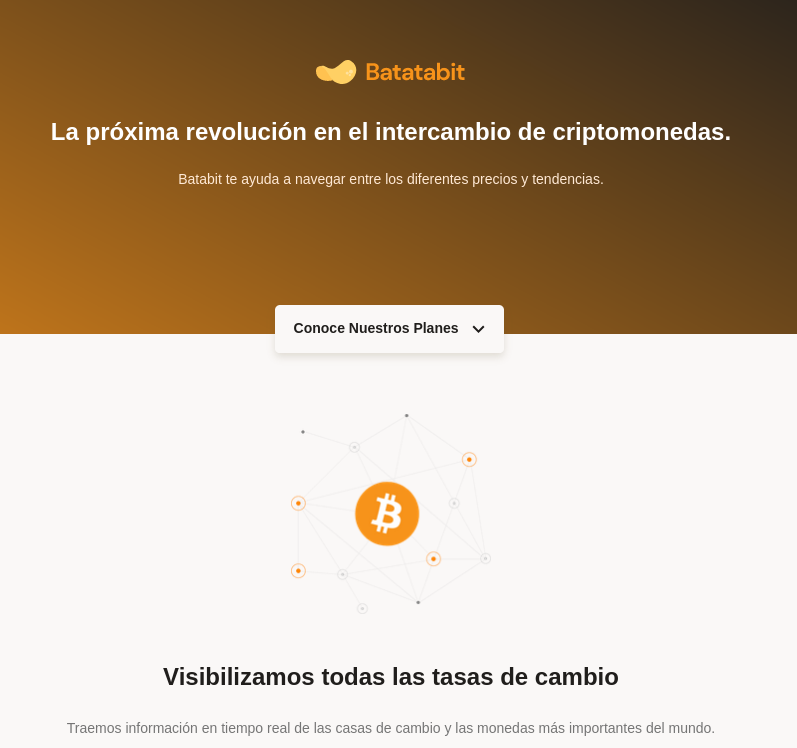 Batatabit
La próxima revolución en el intercambio de criptomonedas.
Batabit te ayuda a navegar entre los diferentes precios y tendencias.
Conoce Nuestros Planes
Visibilizamos todas las tasas de cambio
Traemos información en tiempo real de las casas de cambio y las monedas más importantes del mundo.